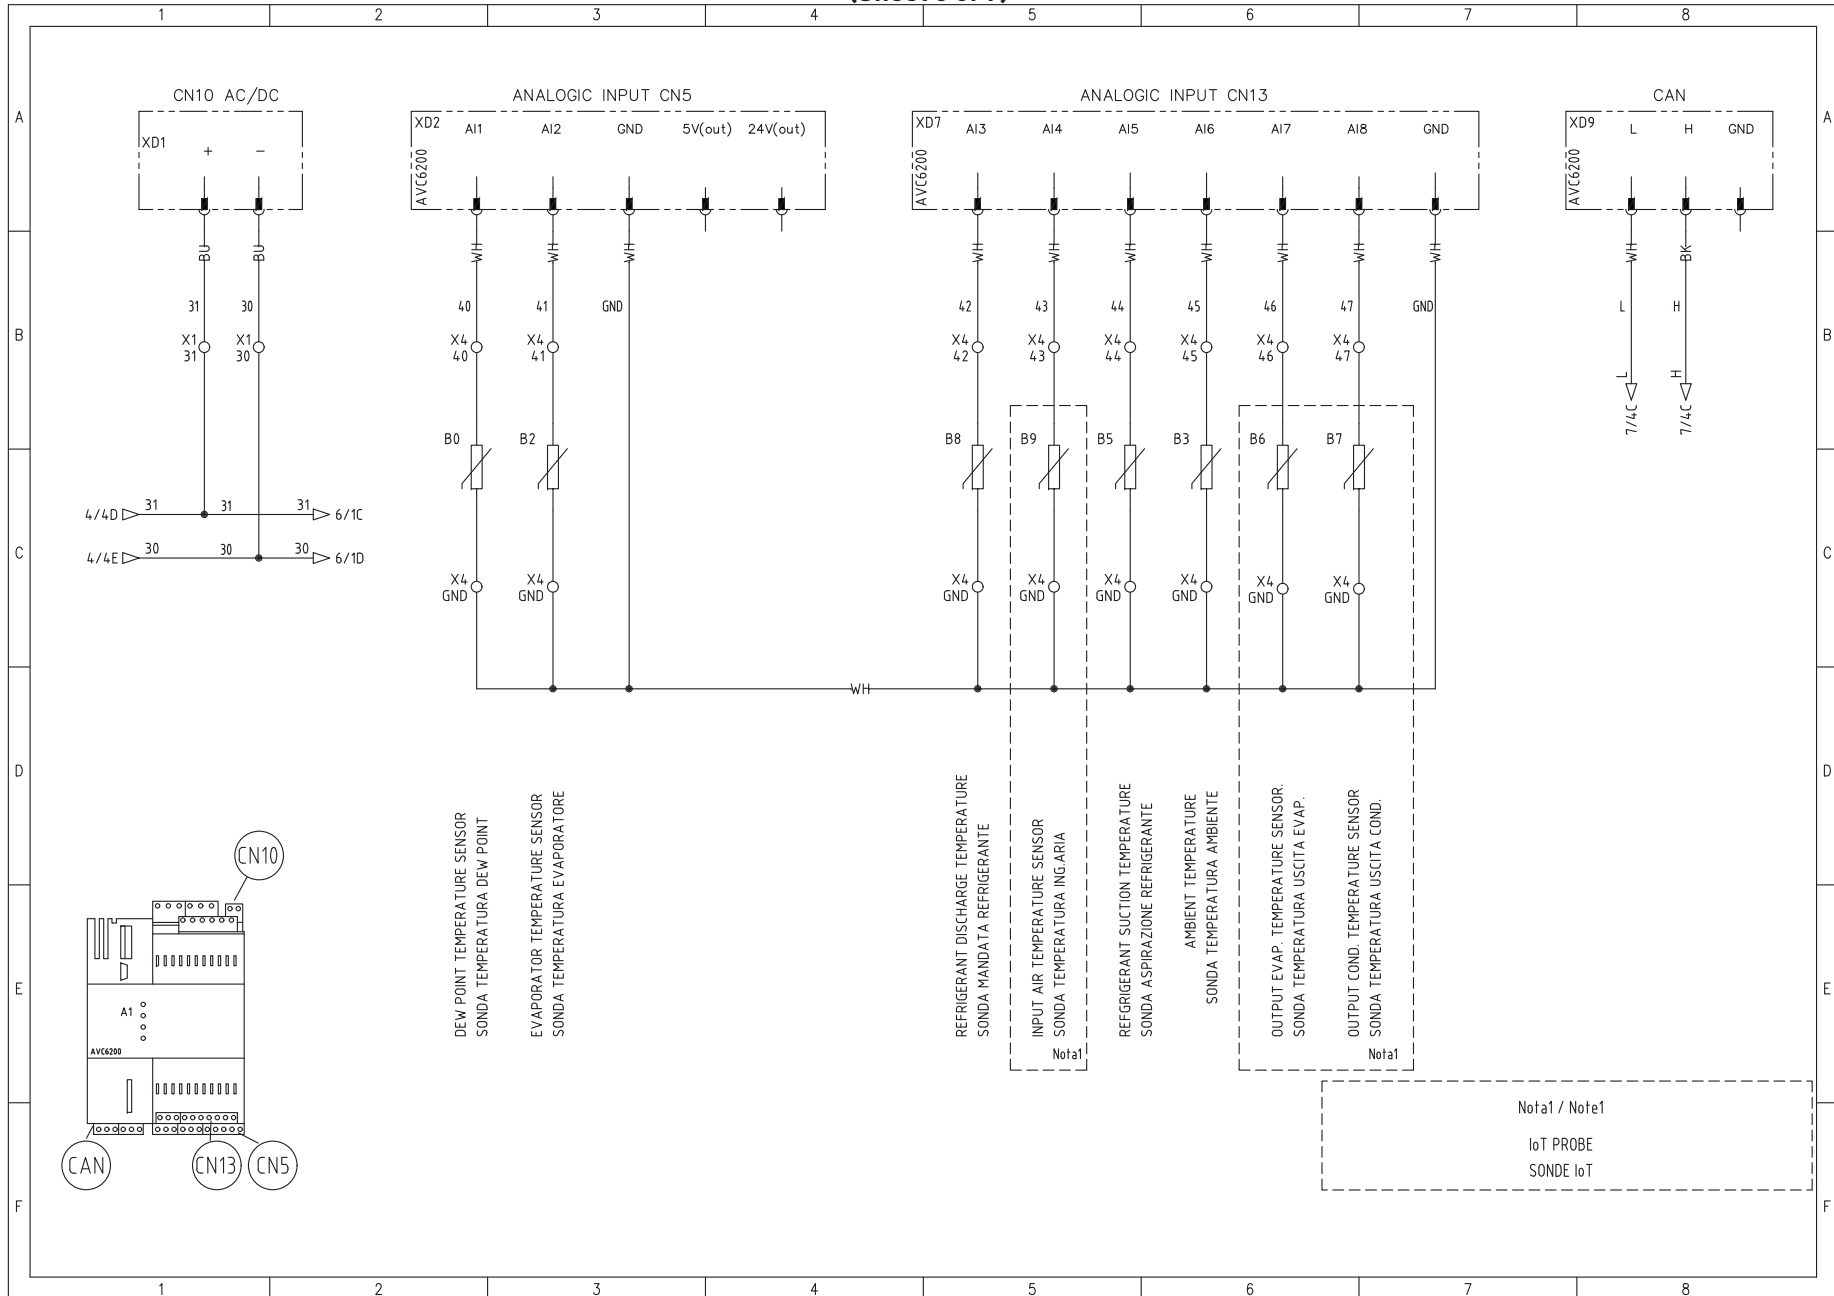 1 2 3 4 5 6 7 8
CN10 AC/DC
ANALOGIC INPUT CN5
ANALOGIC INPUT CN13
CAN
A A
XD1 + −
XD2 AI1 AI2 GND 5V(out) 24V(out)
AVC6200
XD7 AI3 AI4 AI5 AI6 AI7 AI8 GND
AVC6200
XD9 L H GND
AVC6200
BU BU WH WH WH WH WH WH WH WH WH WH WH BK
31 30 40 41 GND 42 43 44 45 46 47 GND L H
B B
X1 X1 X4 X4 X4 X4 X4 X4 X4 X4
31 30 40 41 42 43 44 45 46 47
L H
7/4C 7/4C
B0 B2 B8 B9 B5 B3 B6 B7
4/4D 31 31 31 6/1C
4/4E 30 30 30 6/1D
C C
X4 X4 X4 X4 X4 X4 X4 X4
GND GND GND GND GND GND GND GND
WH
D D
DEW POINT TEMPERATURE SENSOR
SONDA TEMPERATURA DEW POINT
EVAPORATOR TEMPERATURE SENSOR
SONDA TEMPERATURA EVAPORATORE
REFRIGERANT DISCHARGE TEMPERATURE
SONDA MANDATA REFRIGERANTE
INPUT AIR TEMPERATURE SENSOR
SONDA TEMPERATURA ING.ARIA
REFGRIGERANT SUCTION TEMPERATURE
SONDA ASPIRAZIONE REFRIGERANTE
AMBIENT TEMPERATURE
SONDA TEMPERATURA AMBIENTE
OUTPUT EVAP. TEMPERATURE SENSOR.
SONDA TEMPERATURA USCITA EVAP.
OUTPUT COND. TEMPERATURE SENSOR
SONDA TEMPERATURA USCITA COND.
CN10
E E
A1
AVC6200
Nota1 Nota1
CAN CN13 CN5
Nota1 / Note1
IoT PROBE
SONDE IoT
F F
1 2 3 4 5 6 7 8